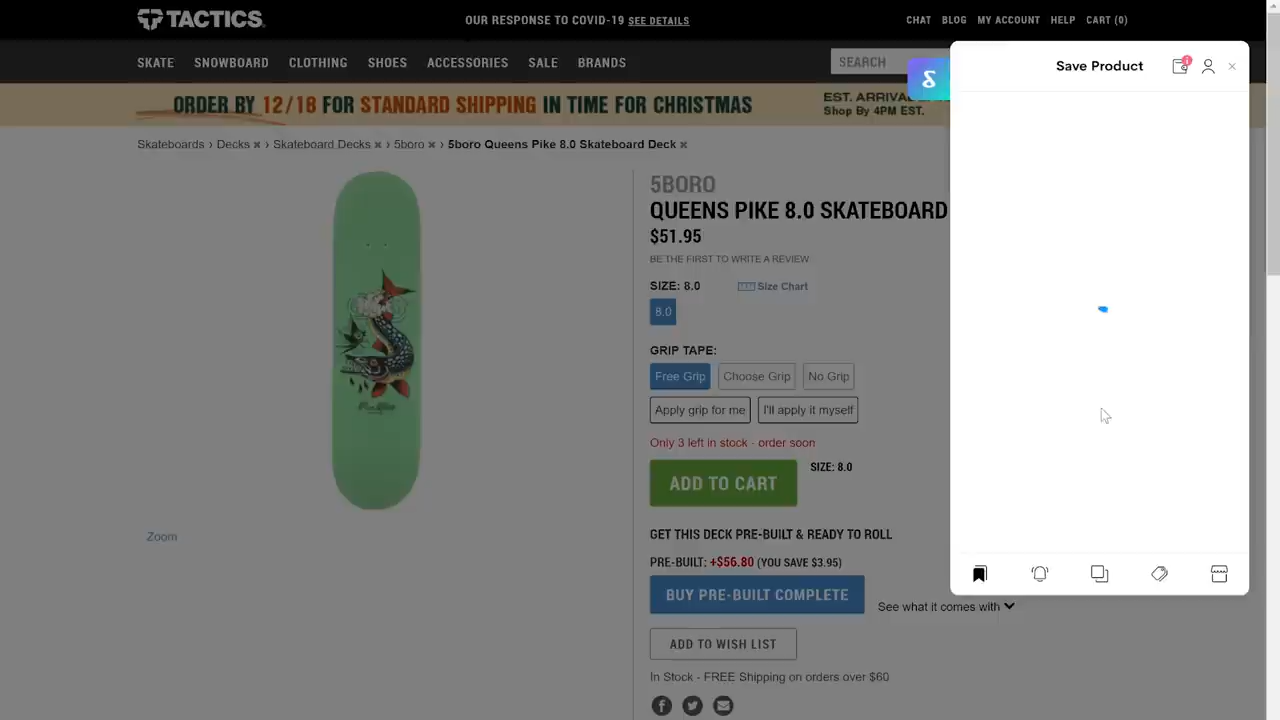 TACTICS
OUR RESPONSE TO COVID-19 SEE DETAILS
CHAT BLOG MY ACCOUNT HELP CART (0)
SKATE SNOWBOARD CLOTHING SHOES ACCESSORIES SALE BRANDS
SEARCH
Save Product
1
ORDER BY 12/18 FOR STANDARD SHIPPING IN TIME FOR CHRISTMAS
EST. ARRIVAL
Shop By 4PM EST.
Skateboards › Decks × › Skateboard Decks × › 5boro × › 5boro Queens Pike 8.0 Skateboard Deck ×
5BORO
QUEENS PIKE 8.0 SKATEBOARD
$51.95
BE THE FIRST TO WRITE A REVIEW
SIZE: 8.0 Size Chart
8.0
GRIP TAPE:
Free Grip Choose Grip No Grip
Apply grip for me I'll apply it myself
Only 3 left in stock - order soon
ADD TO CART SIZE: 8.0
Zoom
GET THIS DECK PRE-BUILT & READY TO ROLL
PRE-BUILT: +$56.80 (YOU SAVE $3.95)
BUY PRE-BUILT COMPLETE See what it comes with
ADD TO WISH LIST
In Stock - FREE Shipping on orders over $60